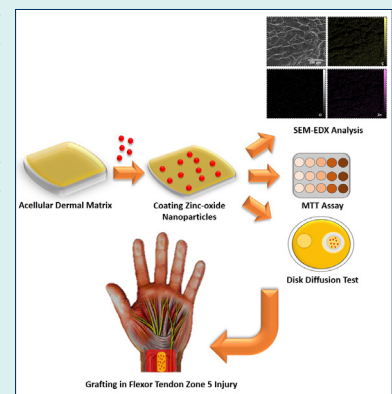 SEM-EDX Analysis
Acellular Dermal Matrix
Coating Zinc-oxide
Nanoparticles
MTT Assay
Disk Diffusion Test
Grafting in Flexor Tendon Zone 5 Injury